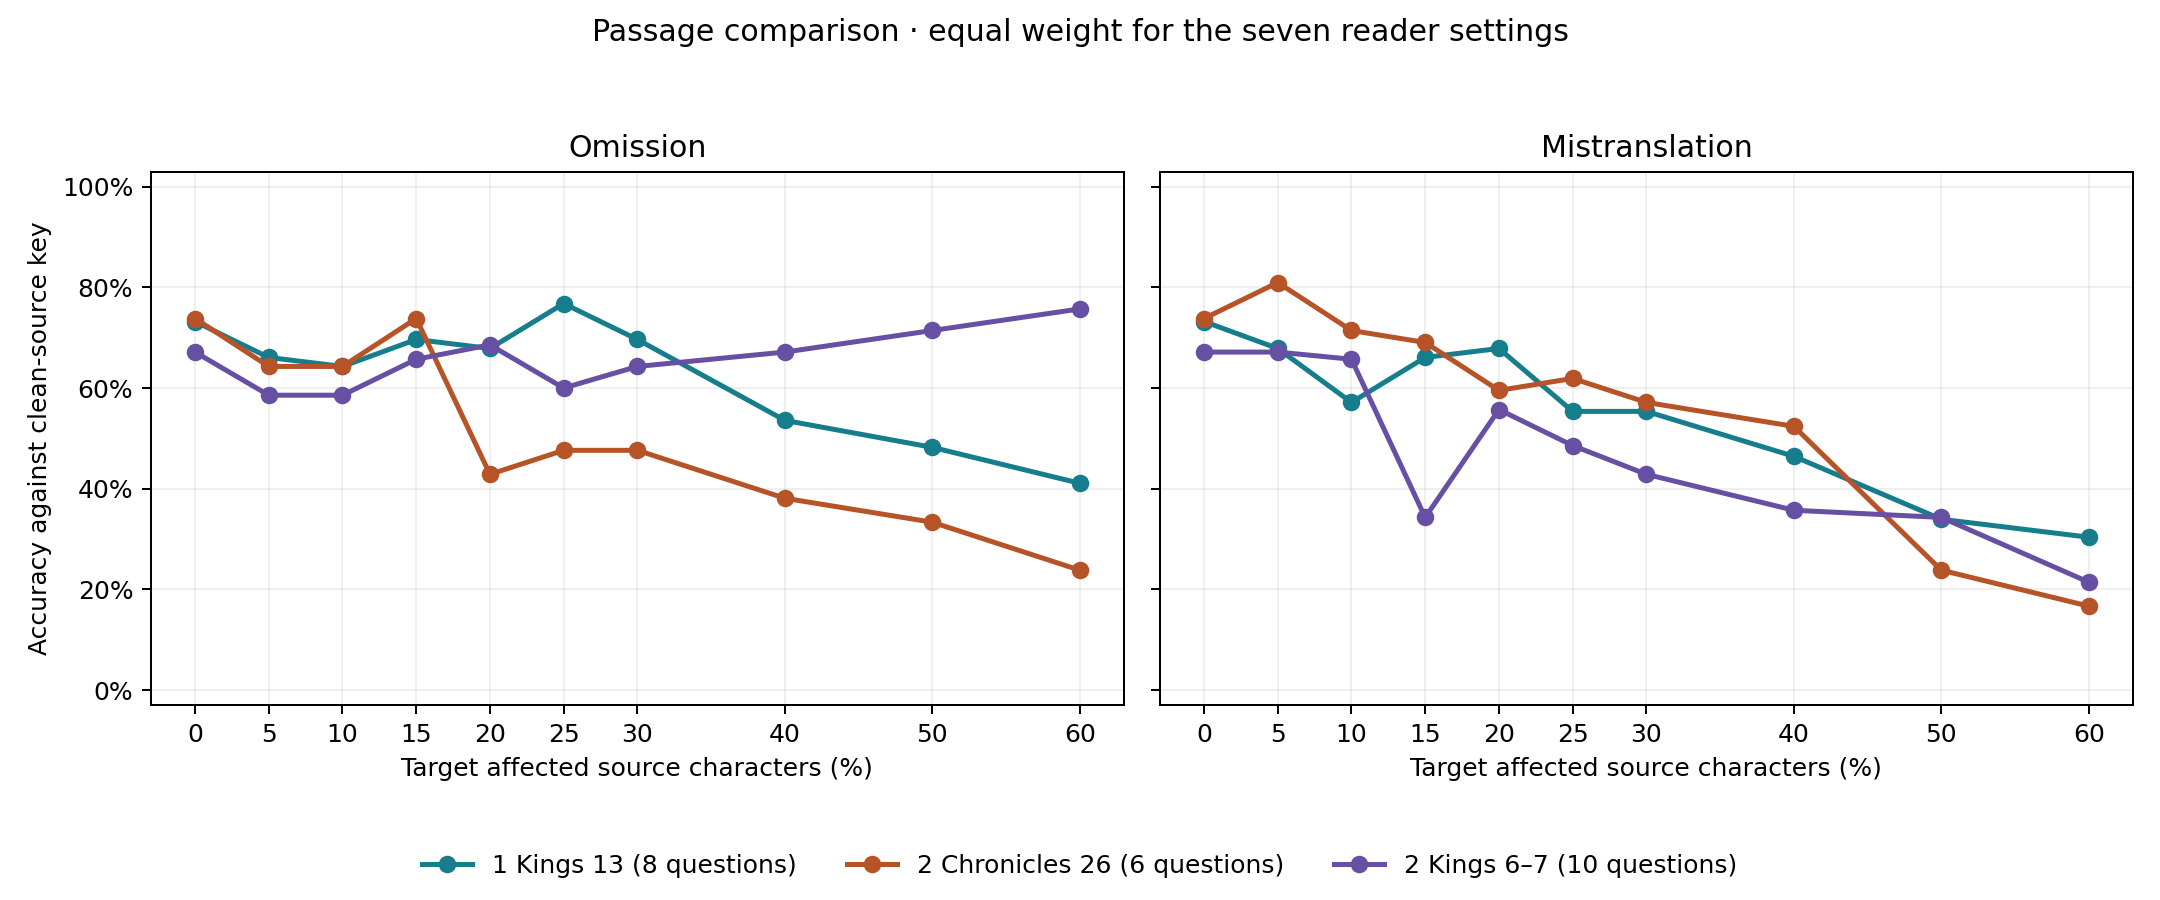 Passage comparison · equal weight for the seven reader settings
Omission
Mistranslation
Accuracy against clean-source key
100%
80%
60%
40%
20%
0%
0 5 10 15 20 25 30 40 50 60
0 5 10 15 20 25 30 40 50 60
Target affected source characters (%)
Target affected source characters (%)
1 Kings 13 (8 questions)
2 Chronicles 26 (6 questions)
2 Kings 6–7 (10 questions)